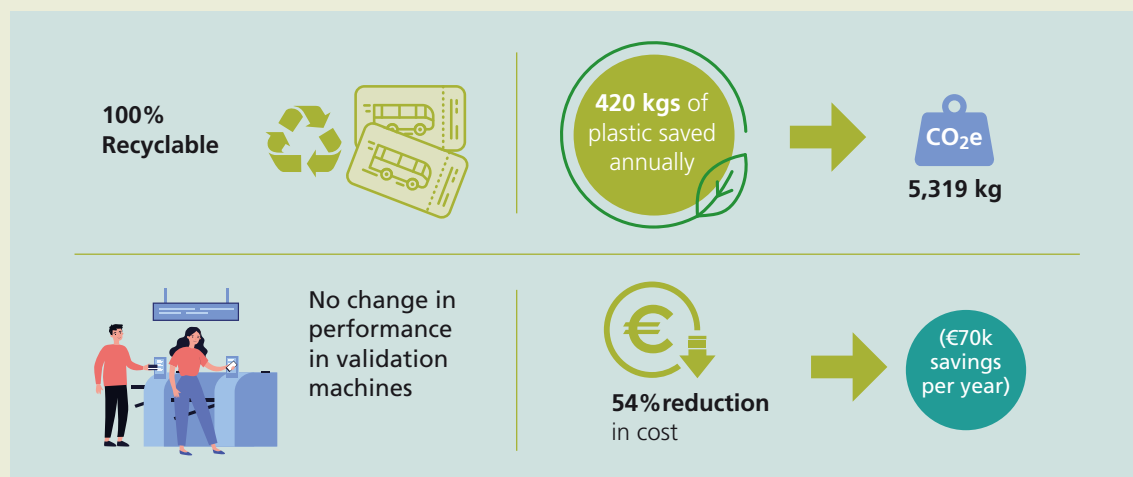 100%
Recyclable
420 kgs of
plastic saved
annually
CO₂e
5,319 kg
No change in
performance
in validation
machines
€
54%reduction
in cost
(€70k
savings
per year)